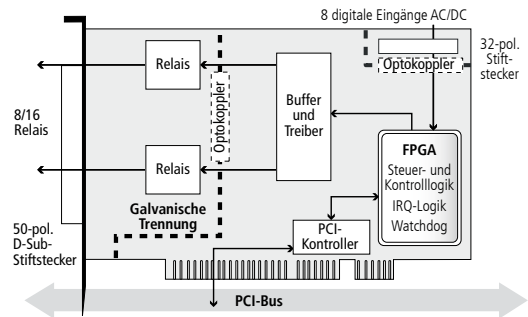 8 digitale Eingänge AC/DC
32-pol.
Stift-
stecker
Optokoppler
Relais
Optokoppler
Buffer
und
Treiber
8/16
Relais
FPGA
Steuer- und
Kontrolllogik
IRQ-Logik
Watchdog
Relais
Galvanische
Trennung
50-pol.
D-Sub-
Stiftstecker
PCI-
Kontroller
PCI-Bus